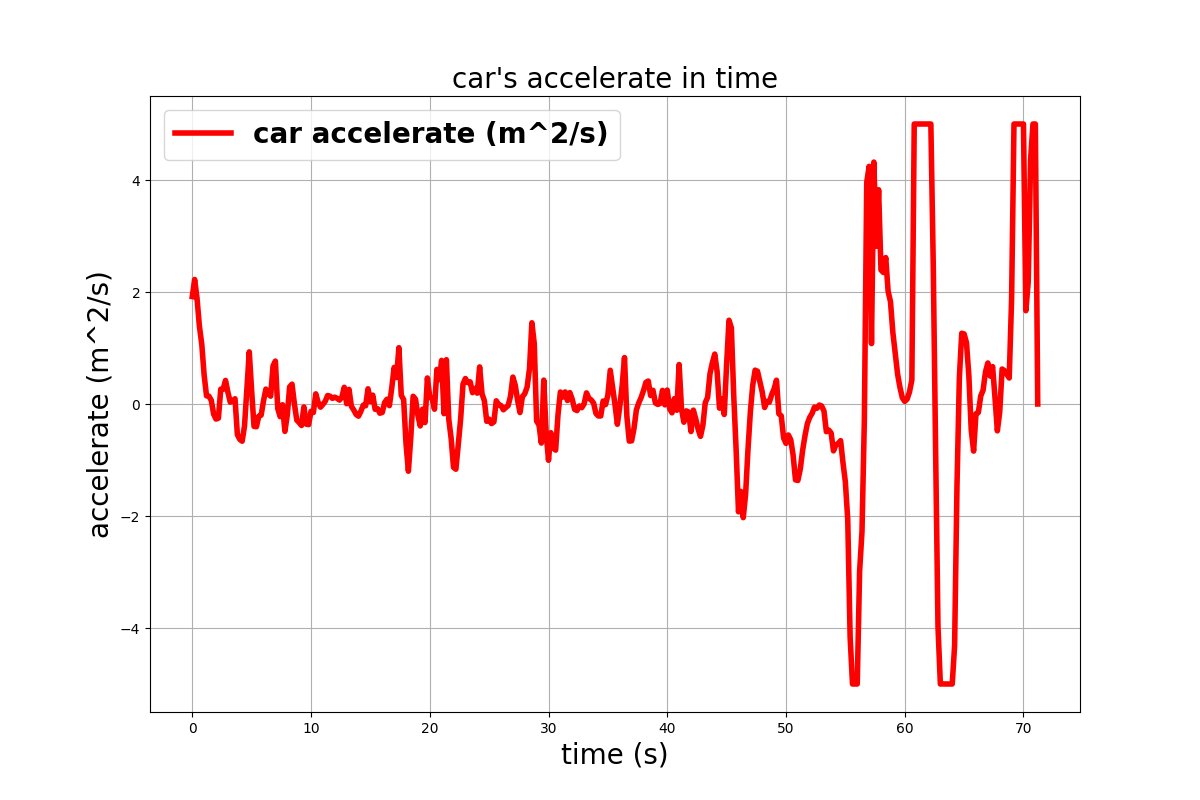 car's accelerate in time
car accelerate (m^2/s)
accelerate (m^2/s)
4
2
0
−2
−4
0 10 20 30 40 50 60 70
time (s)